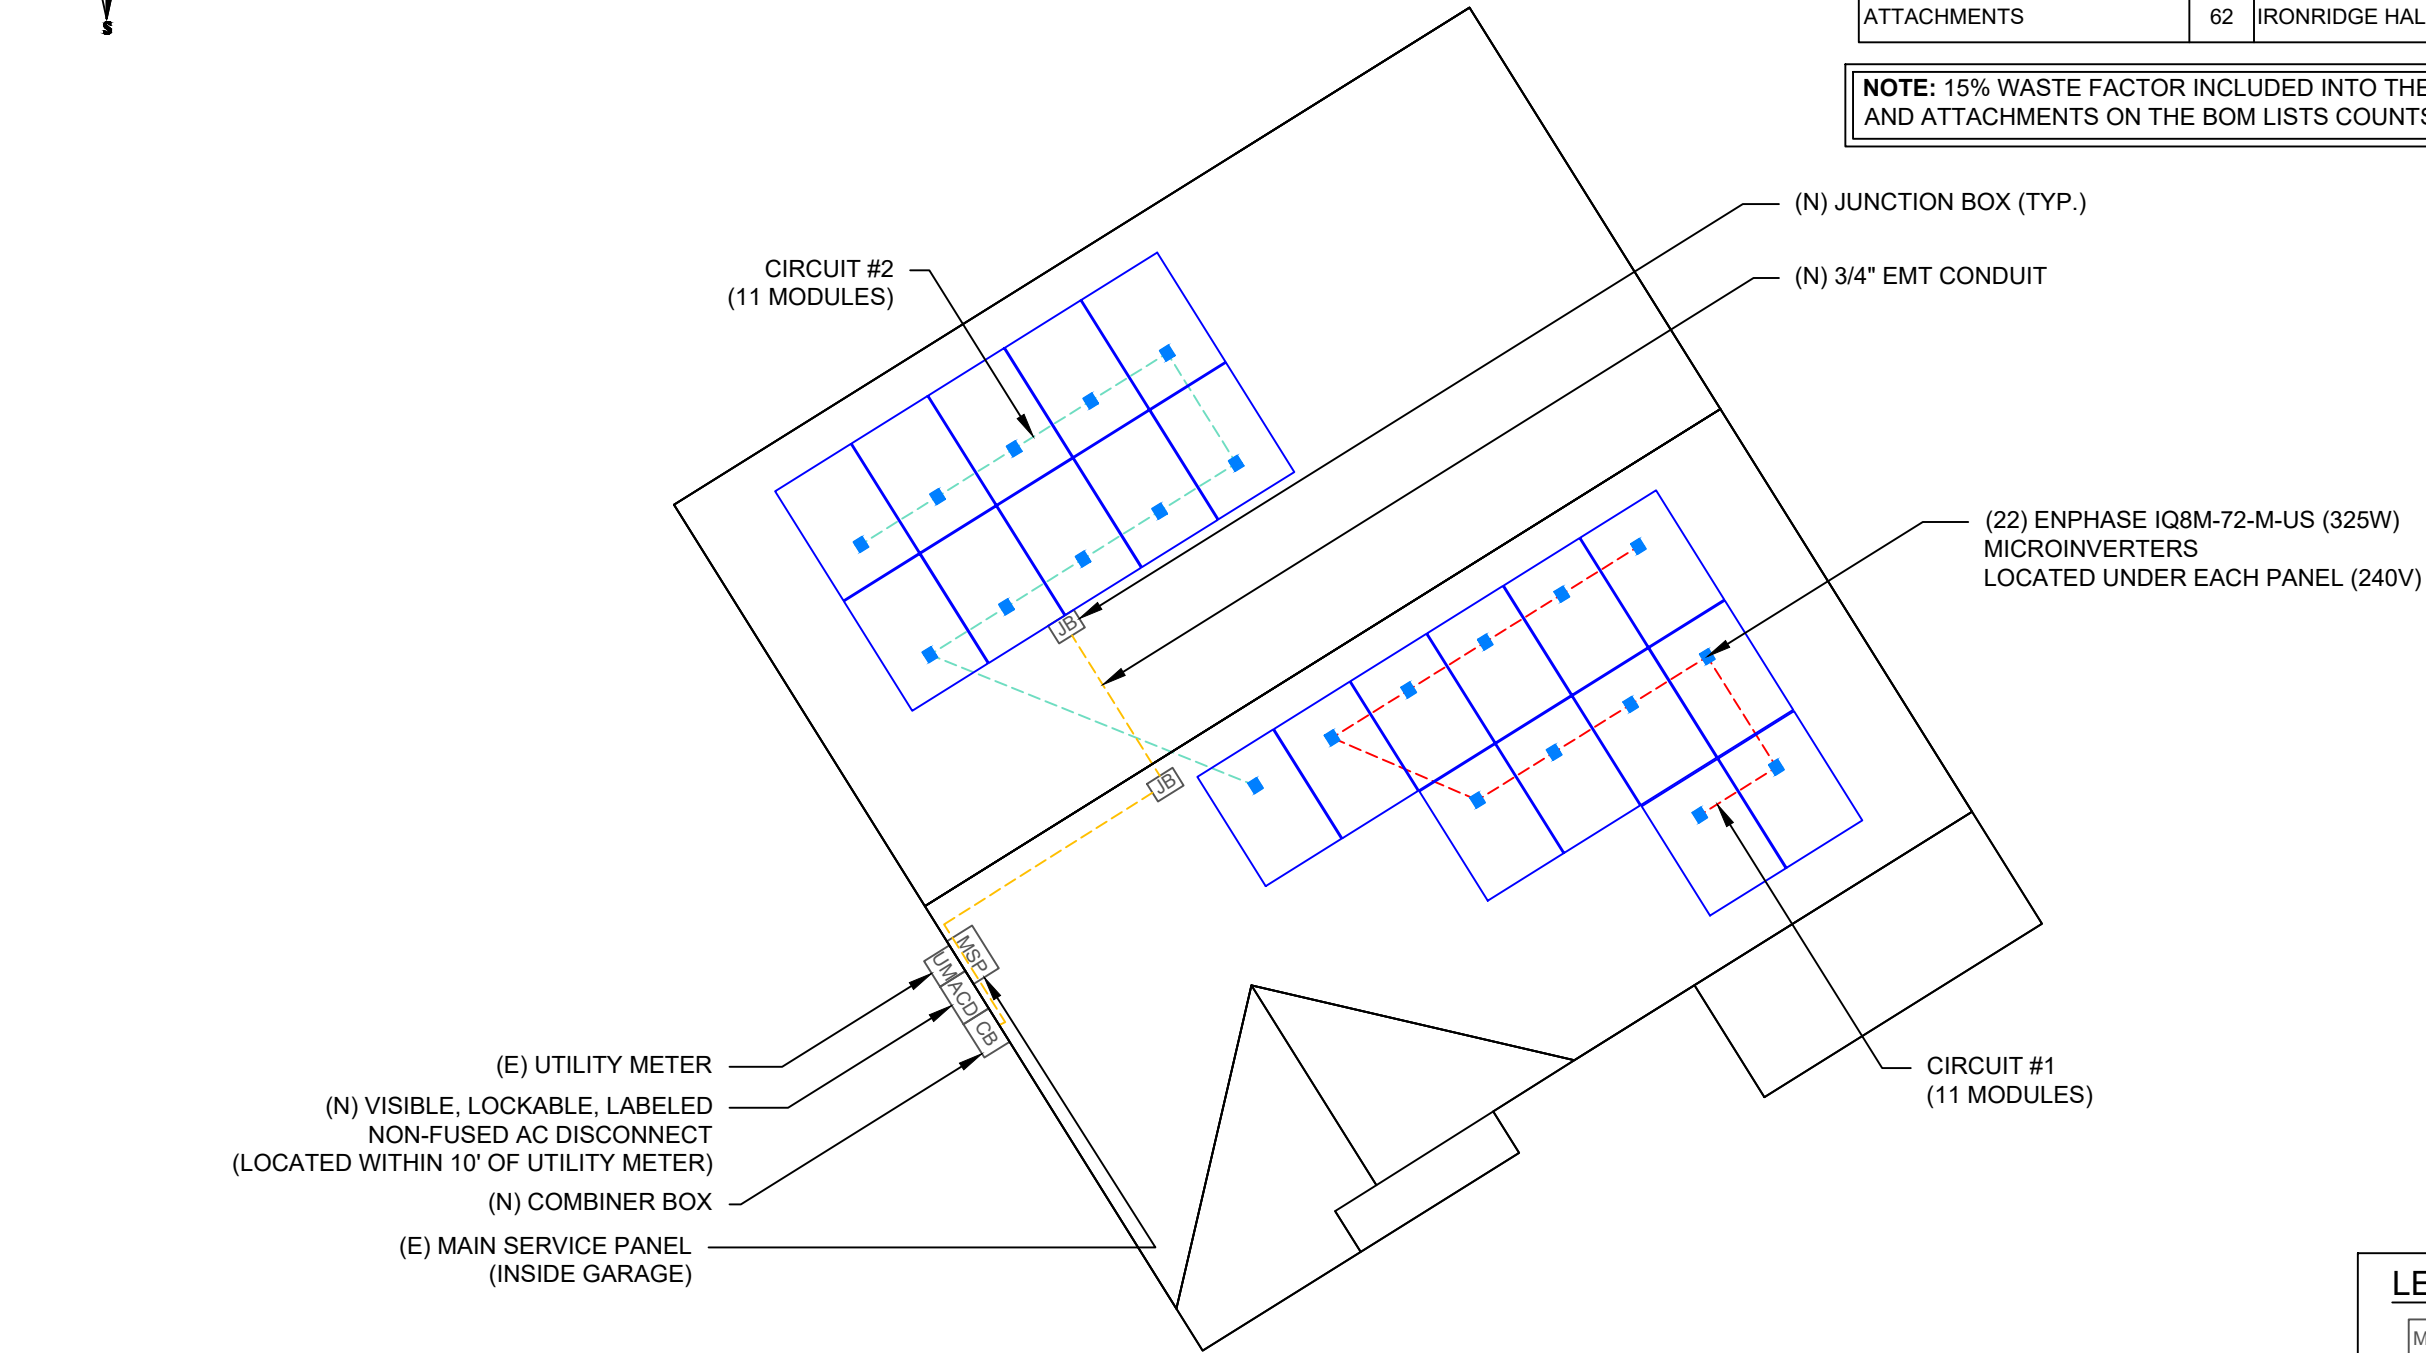 S
ATTACHMENTS 62 IRONRIDGE HAL
NOTE: 15% WASTE FACTOR INCLUDED INTO THE
AND ATTACHMENTS ON THE BOM LISTS COUNTS
(N) JUNCTION BOX (TYP.)
CIRCUIT #2
(11 MODULES)
(N) 3/4" EMT CONDUIT
(22) ENPHASE IQ8M-72-M-US (325W)
MICROINVERTERS
LOCATED UNDER EACH PANEL (240V)
JB
JB
MSP
UM
ACD
CB
(E) UTILITY METER
(N) VISIBLE, LOCKABLE, LABELED
NON-FUSED AC DISCONNECT
(LOCATED WITHIN 10' OF UTILITY METER)
(N) COMBINER BOX
(E) MAIN SERVICE PANEL
(INSIDE GARAGE)
CIRCUIT #1
(11 MODULES)
LE
M